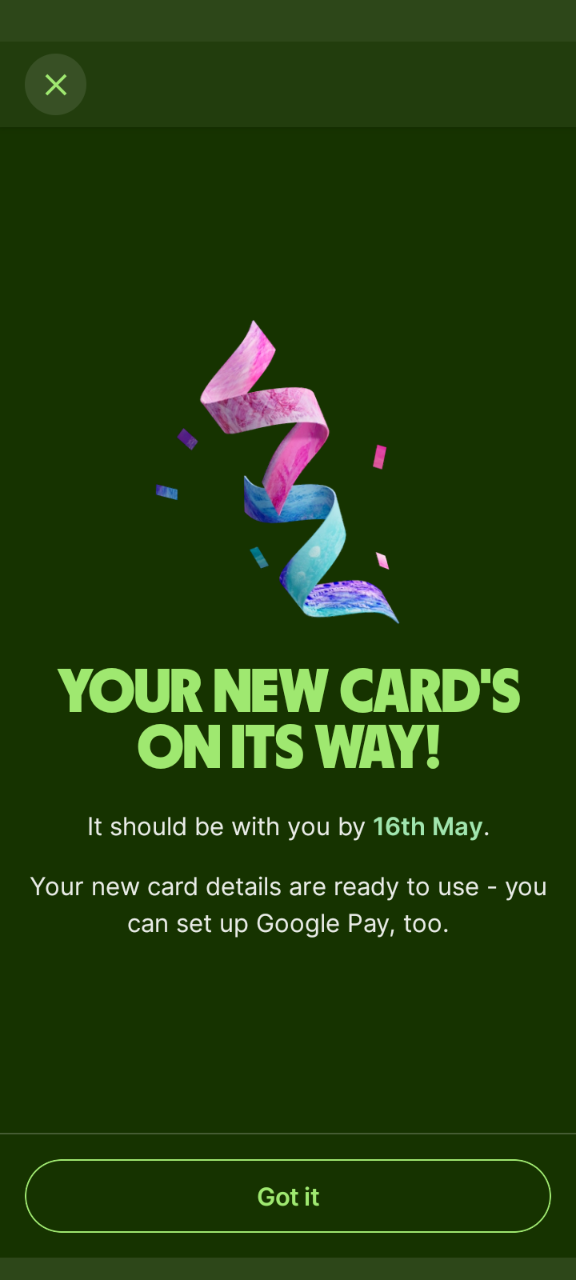 YOUR NEW CARD'S
ON ITS WAY!
It should be with you by 16th May.
Your new card details are ready to use - you
can set up Google Pay, too.
Got it